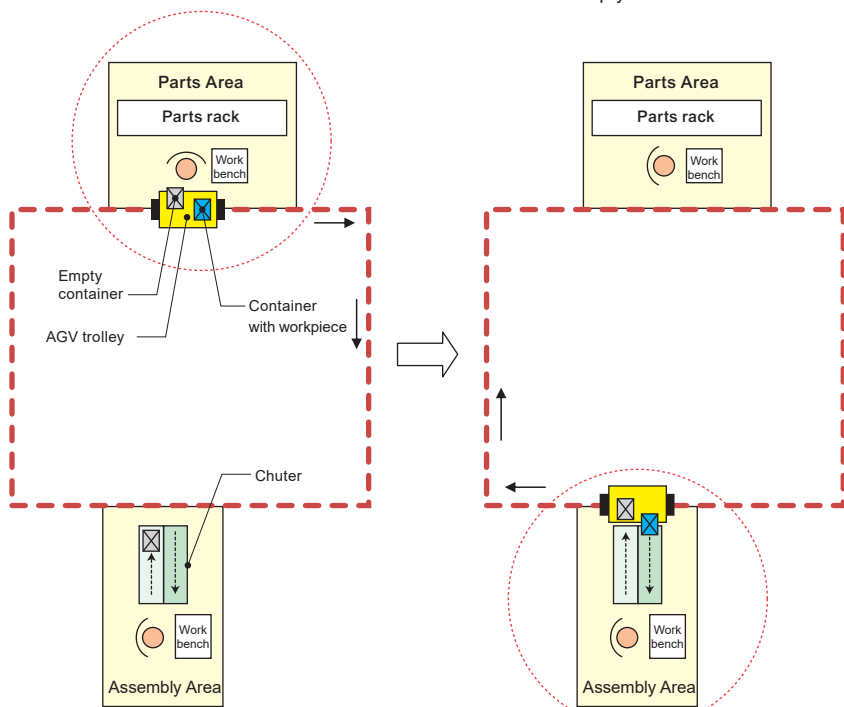 Parts Area
Parts rack
Work
bench
Empty
container
AGV trolley
Container
with workpiece
Chuter
Work
bench
Assembly Area
Parts Area
Parts rack
Work
bench
Work
bench
Assembly Area